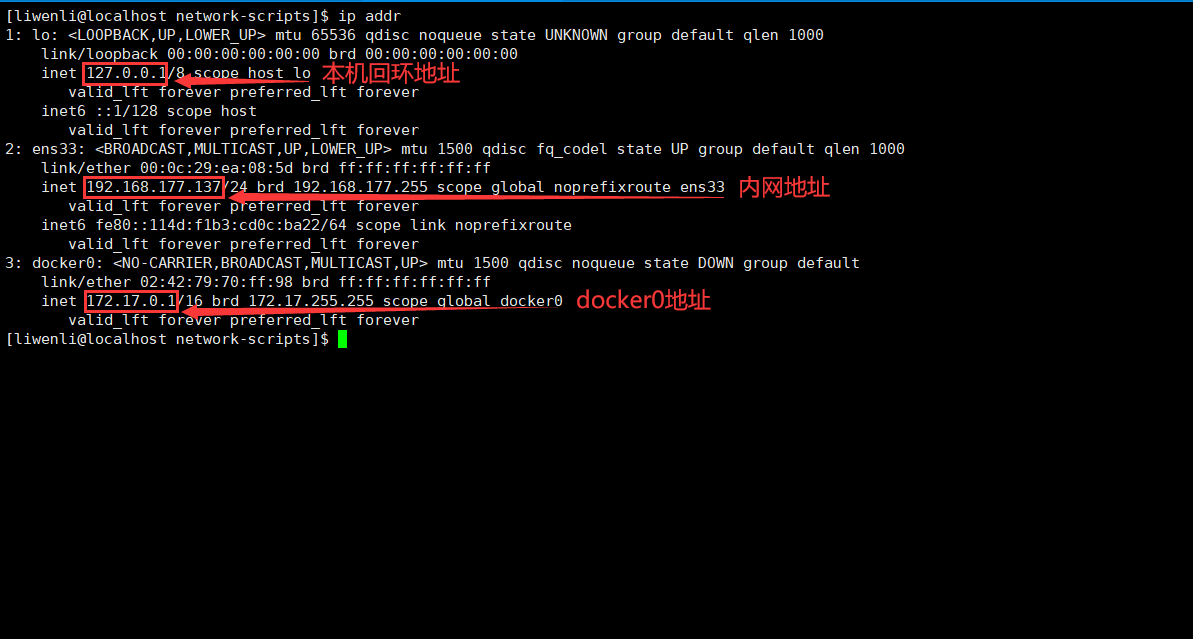 [liwenli@localhost network-scripts]$ ip addr
1: lo: <LOOPBACK,UP,LOWER_UP> mtu 65536 qdisc noqueue state UNKNOWN group default qlen 1000
link/loopback 00:00:00:00:00:00 brd 00:00:00:00:00:00
inet 127.0.0.1/8 scope host lo 本机回环地址
valid_lft forever preferred_lft forever
inet6 ::1/128 scope host
valid_lft forever preferred_lft forever
2: ens33: <BROADCAST,MULTICAST,UP,LOWER_UP> mtu 1500 qdisc fq_codel state UP group default qlen 1000
link/ether 00:0c:29:ea:08:5d brd ff:ff:ff:ff:ff:ff
inet 192.168.177.137/24 brd 192.168.177.255 scope global noprefixroute ens33 内网地址
valid_lft forever preferred_lft forever
inet6 fe80::114d:f1b3:cd0c:ba22/64 scope link noprefixroute
valid_lft forever preferred_lft forever
3: docker0: <NO-CARRIER,BROADCAST,MULTICAST,UP> mtu 1500 qdisc noqueue state DOWN group default
link/ether 02:42:79:70:ff:98 brd ff:ff:ff:ff:ff:ff
inet 172.17.0.1/16 brd 172.17.255.255 scope global docker0 docker0地址
valid_lft forever preferred_lft forever
[liwenli@localhost network-scripts]$